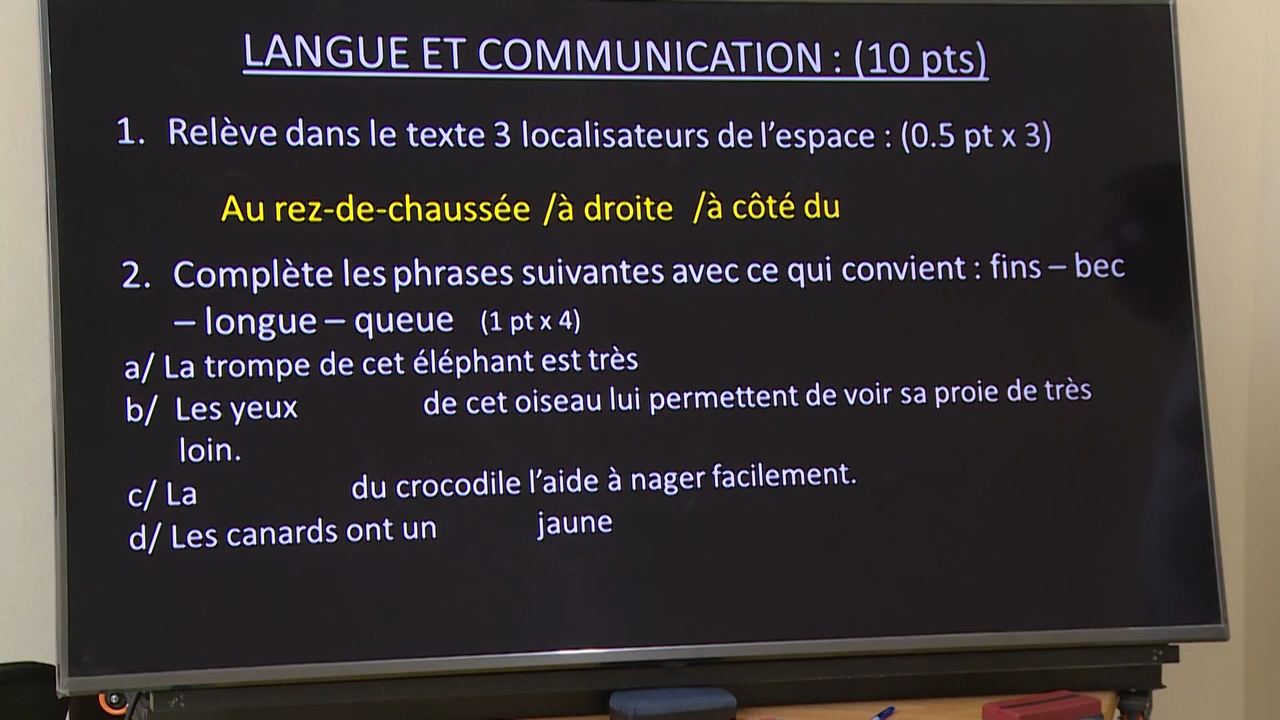 LANGUE ET COMMUNICATION : (10 pts)
1. Relève dans le texte 3 localisateurs de l'espace : (0.5 pt x 3)
Au rez-de-chaussée /à droite /à côté du
2. Complète les phrases suivantes avec ce qui convient : fins – bec
– longue – queue (1 pt x 4)
a/ La trompe de cet éléphant est très
b/ Les yeux de cet oiseau lui permettent de voir sa proie de très
loin.
c/ La du crocodile l'aide à nager facilement.
d/ Les canards ont un jaune